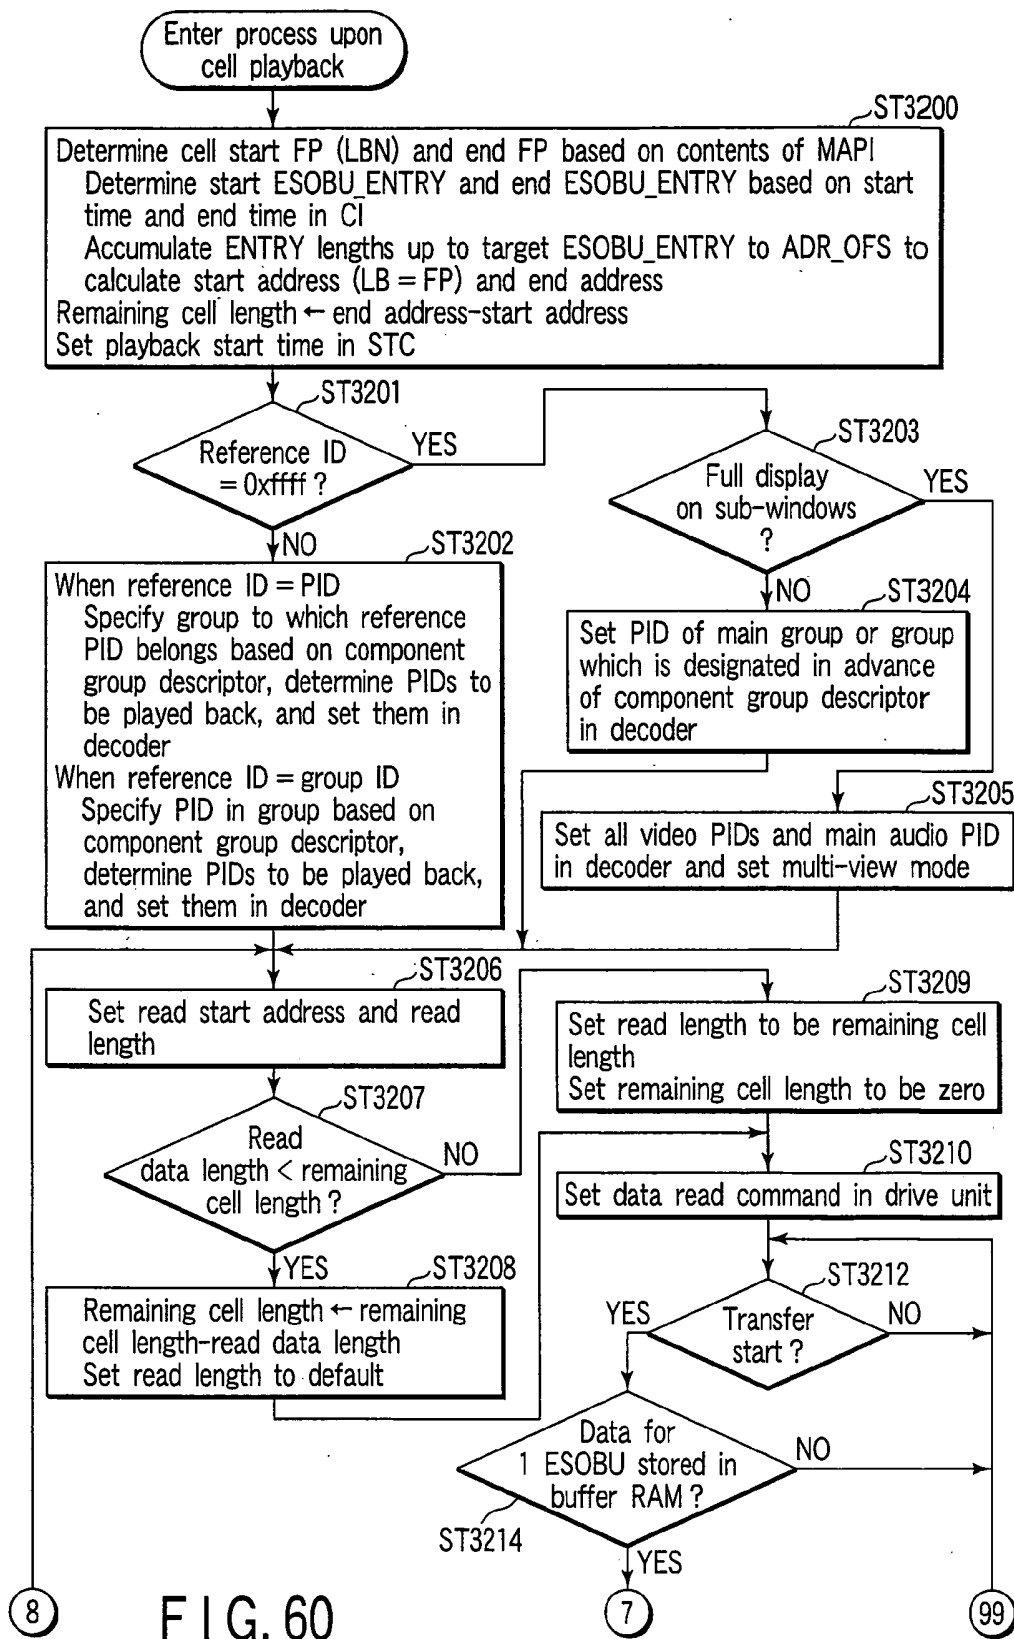 Enter process upon
cell playback
ST3200
Determine cell start FP (LBN) and end FP based on contents of MAPI
Determine start ESOBU_ENTRY and end ESOBU_ENTRY based on start
time and end time in CI
Accumulate ENTRY lengths up to target ESOBU_ENTRY to ADR_OFS to
calculate start address (LB = FP) and end address
Remaining cell length ← end address-start address
Set playback start time in STC
ST3201
Reference ID
= 0xffff ?
YES
NO
ST3203
Full display
on sub-windows
?
YES
NO
ST3202
When reference ID = PID
Specify group to which reference
PID belongs based on component
group descriptor, determine PIDs to
be played back, and set them in
decoder
When reference ID = group ID
Specify PID in group based on
component group descriptor,
determine PIDs to be played back,
and set them in decoder
ST3204
Set PID of main group or group
which is designated in advance
of component group descriptor
in decoder
ST3205
Set all video PIDs and main audio PID
in decoder and set multi-view mode
ST3206
Set read start address and read
length
ST3207
Read
data length < remaining
cell length ?
NO
YES
ST3209
Set read length to be remaining cell
length
Set remaining cell length to be zero
ST3210
Set data read command in drive unit
ST3208
Remaining cell length ← remaining
cell length-read data length
Set read length to default
ST3212
Transfer
start ?
YES
NO
Data for
1 ESOBU stored in
buffer RAM ?
NO
ST3214
YES
8
FIG. 60
7
99